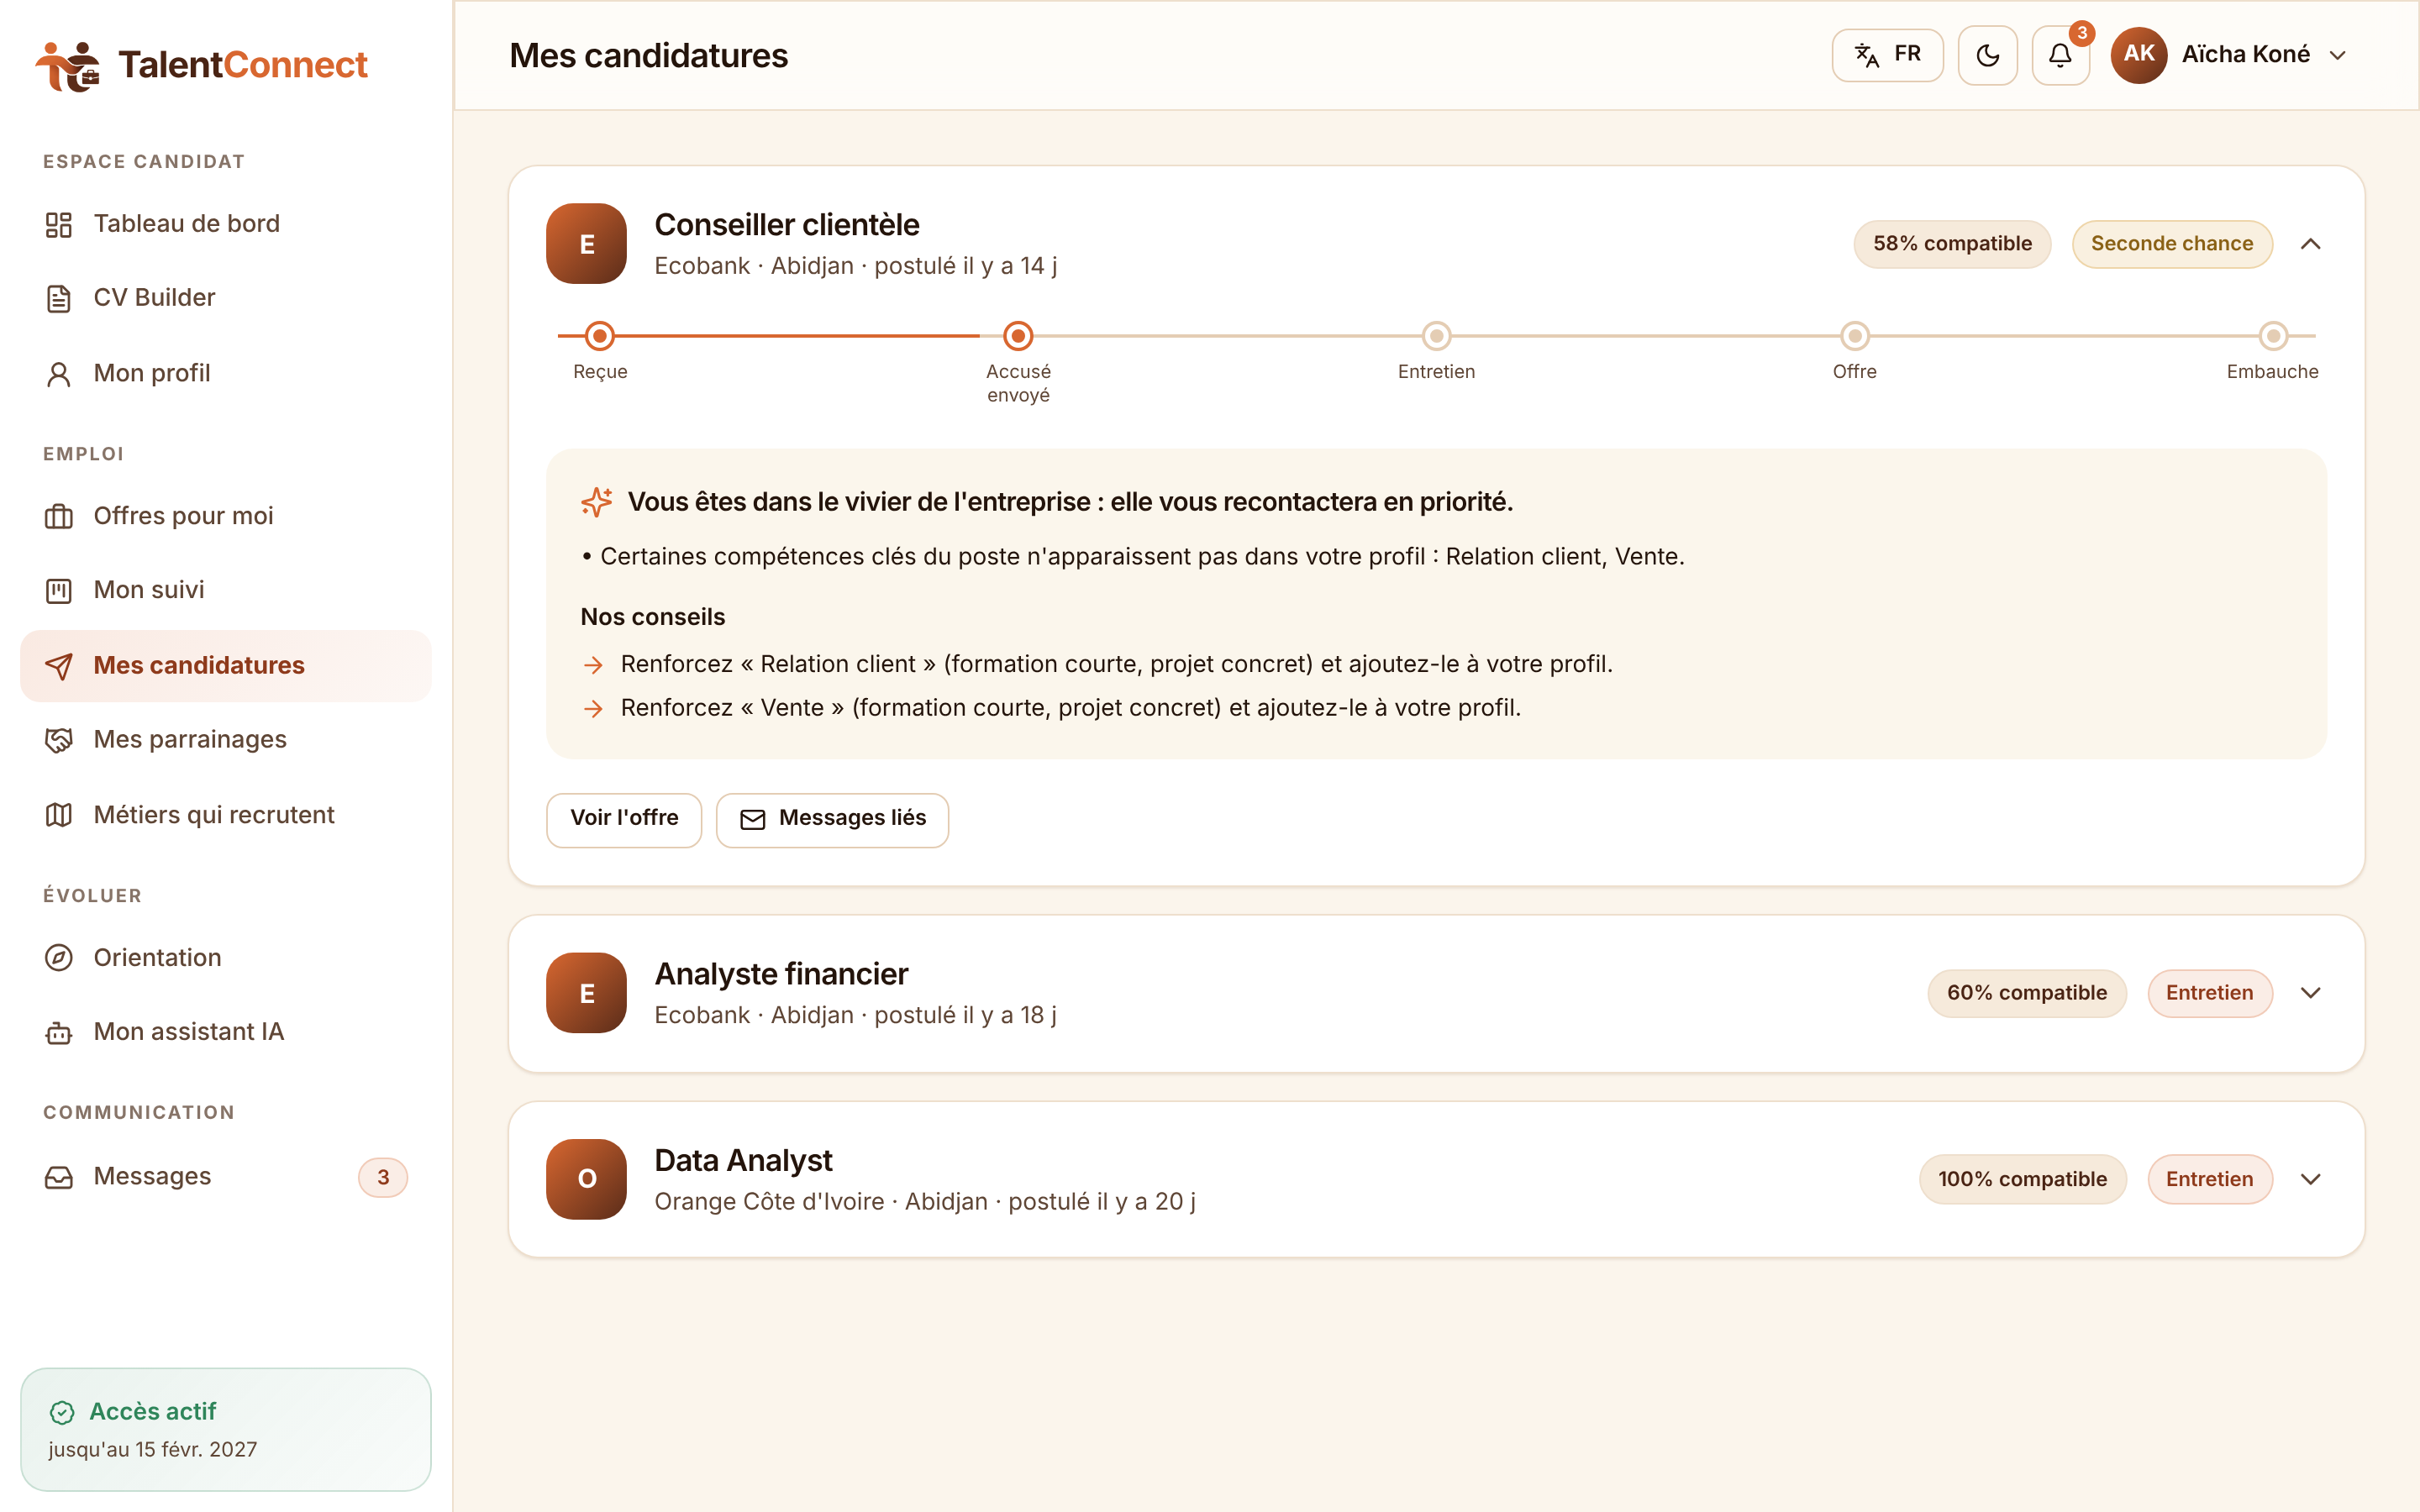 TalentConnect
ESPACE CANDIDAT
Tableau de bord
CV Builder
Mon profil
EMPLOI
Offres pour moi
Mon suivi
Mes candidatures
Mes parrainages
Métiers qui recrutent
ÉVOLUER
Orientation
Mon assistant IA
COMMUNICATION
Messages 3
Accès actif
jusqu'au 15 févr. 2027
Mes candidatures
FR
3
AK Aïcha Koné
E
Conseiller clientèle
Ecobank · Abidjan · postulé il y a 14 j
58% compatible
Seconde chance
Reçue
Accusé
envoyé
Entretien
Offre
Embauche
Vous êtes dans le vivier de l'entreprise : elle vous recontactera en priorité.
• Certaines compétences clés du poste n'apparaissent pas dans votre profil : Relation client, Vente.
Nos conseils
→ Renforcez « Relation client » (formation courte, projet concret) et ajoutez-le à votre profil.
→ Renforcez « Vente » (formation courte, projet concret) et ajoutez-le à votre profil.
Voir l'offre
Messages liés
E
Analyste financier
Ecobank · Abidjan · postulé il y a 18 j
60% compatible
Entretien
O
Data Analyst
Orange Côte d'Ivoire · Abidjan · postulé il y a 20 j
100% compatible
Entretien